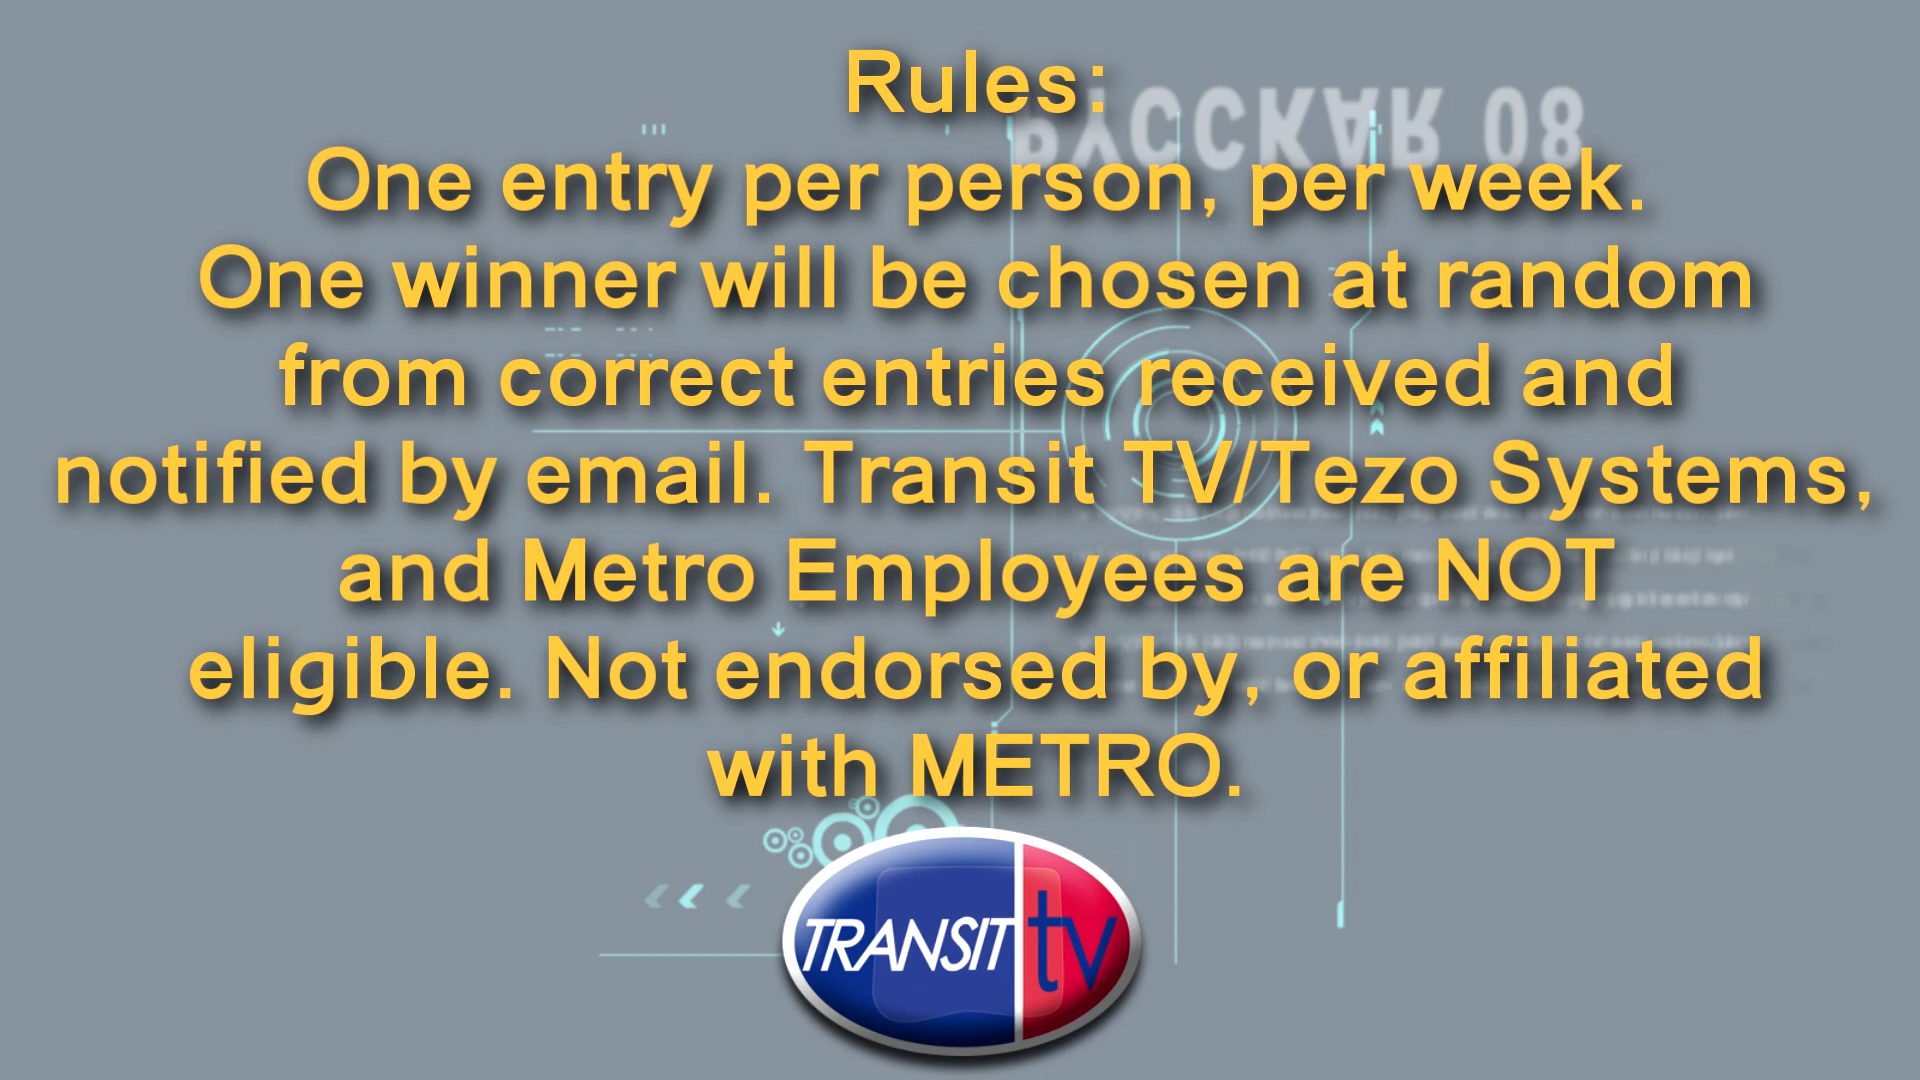 Rules:
One entry per person, per week.
One winner will be chosen at random
from correct entries received and
notified by email. Transit TV/Tezo Systems,
and Metro Employees are NOT
eligible. Not endorsed by, or affiliated
with METRO.
TRANSIT tv